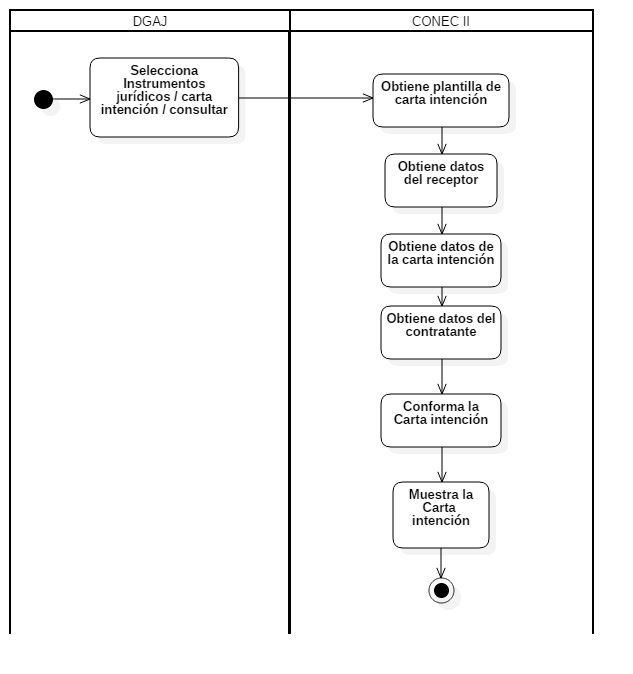 DGAJ
CONEC II
Selecciona
Instrumentos
jurídicos / carta
intención / consultar
Obtiene plantilla de
carta intención
Obtiene datos
del receptor
Obtiene datos de
la carta intención
Obtiene datos del
contratante
Conforma la
Carta intención
Muestra la
Carta
intención